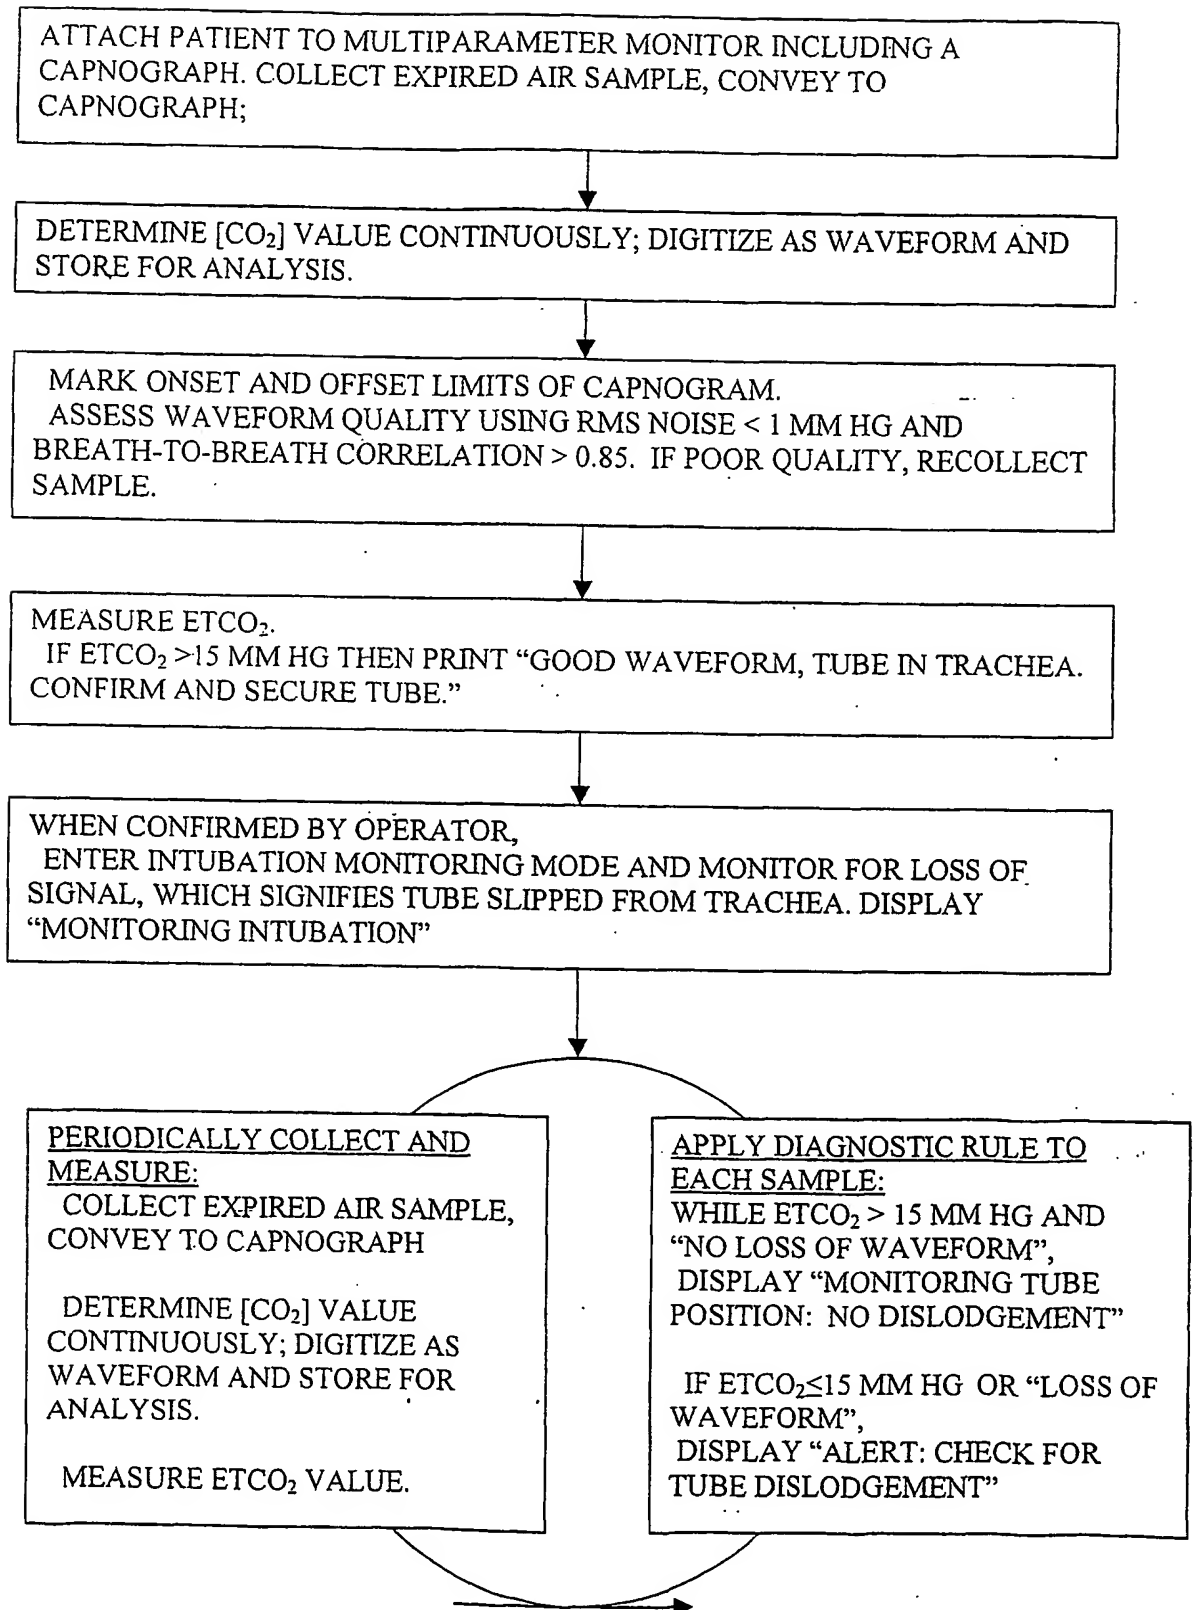 ATTACH PATIENT TO MULTIPARAMETER MONITOR INCLUDING A
CAPNOGRAPH. COLLECT EXPIRED AIR SAMPLE, CONVEY TO
CAPNOGRAPH;
DETERMINE [CO₂] VALUE CONTINUOUSLY; DIGITIZE AS WAVEFORM AND
STORE FOR ANALYSIS.
MARK ONSET AND OFFSET LIMITS OF CAPNOGRAM.
ASSESS WAVEFORM QUALITY USING RMS NOISE < 1 MM HG AND
BREATH-TO-BREATH CORRELATION > 0.85. IF POOR QUALITY, RECOLLECT
SAMPLE.
MEASURE ETCO₂.
IF ETCO₂ >15 MM HG THEN PRINT “GOOD WAVEFORM, TUBE IN TRACHEA.
CONFIRM AND SECURE TUBE.”
WHEN CONFIRMED BY OPERATOR,
ENTER INTUBATION MONITORING MODE AND MONITOR FOR LOSS OF
SIGNAL, WHICH SIGNIFIES TUBE SLIPPED FROM TRACHEA. DISPLAY
“MONITORING INTUBATION”
PERIODICALLY COLLECT AND
MEASURE:
COLLECT EXPIRED AIR SAMPLE,
CONVEY TO CAPNOGRAPH
DETERMINE [CO₂] VALUE
CONTINUOUSLY; DIGITIZE AS
WAVEFORM AND STORE FOR
ANALYSIS.
MEASURE ETCO₂ VALUE.
APPLY DIAGNOSTIC RULE TO
EACH SAMPLE:
WHILE ETCO₂ > 15 MM HG AND
“NO LOSS OF WAVEFORM”,
DISPLAY “MONITORING TUBE
POSITION: NO DISLODGEMENT”
IF ETCO₂≤15 MM HG OR “LOSS OF
WAVEFORM”,
DISPLAY “ALERT: CHECK FOR
TUBE DISLODGEMENT”